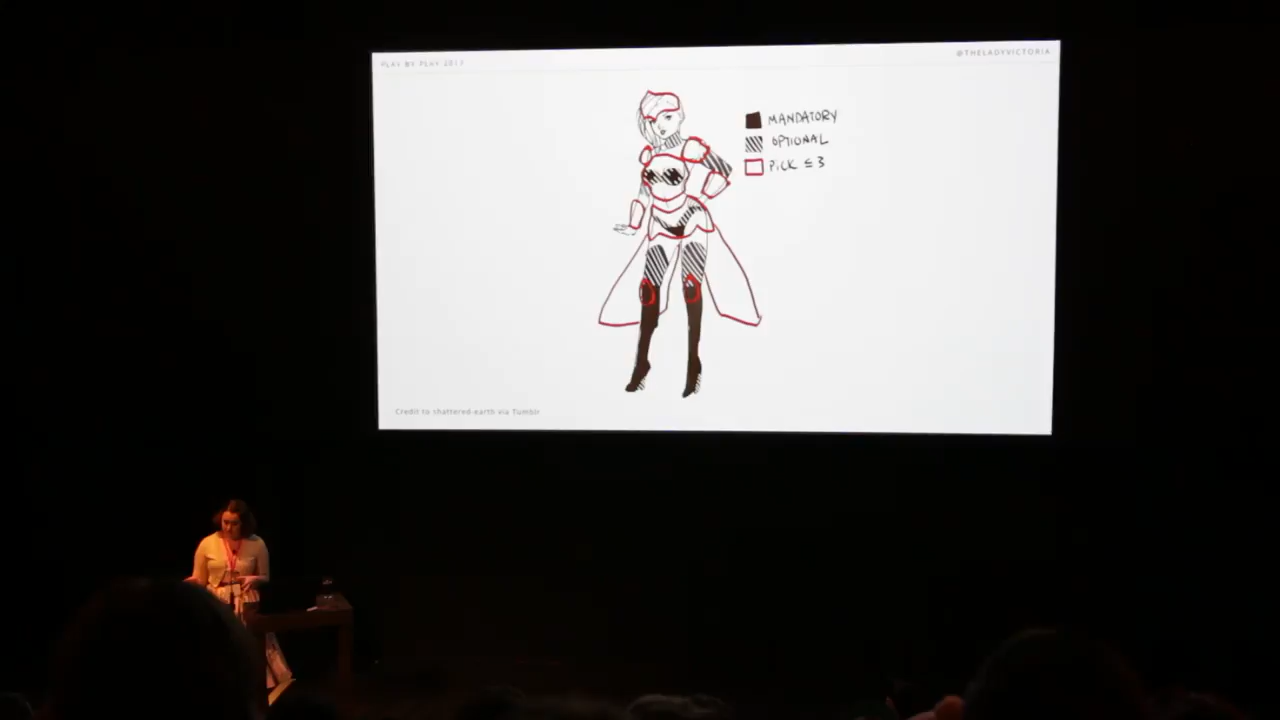 PLAY BY PLAY 2017
@THELADYVICTORIA
MANDATORY
OPTIONAL
PICK ≤ 3
Credit to shattered-earth via Tumblr